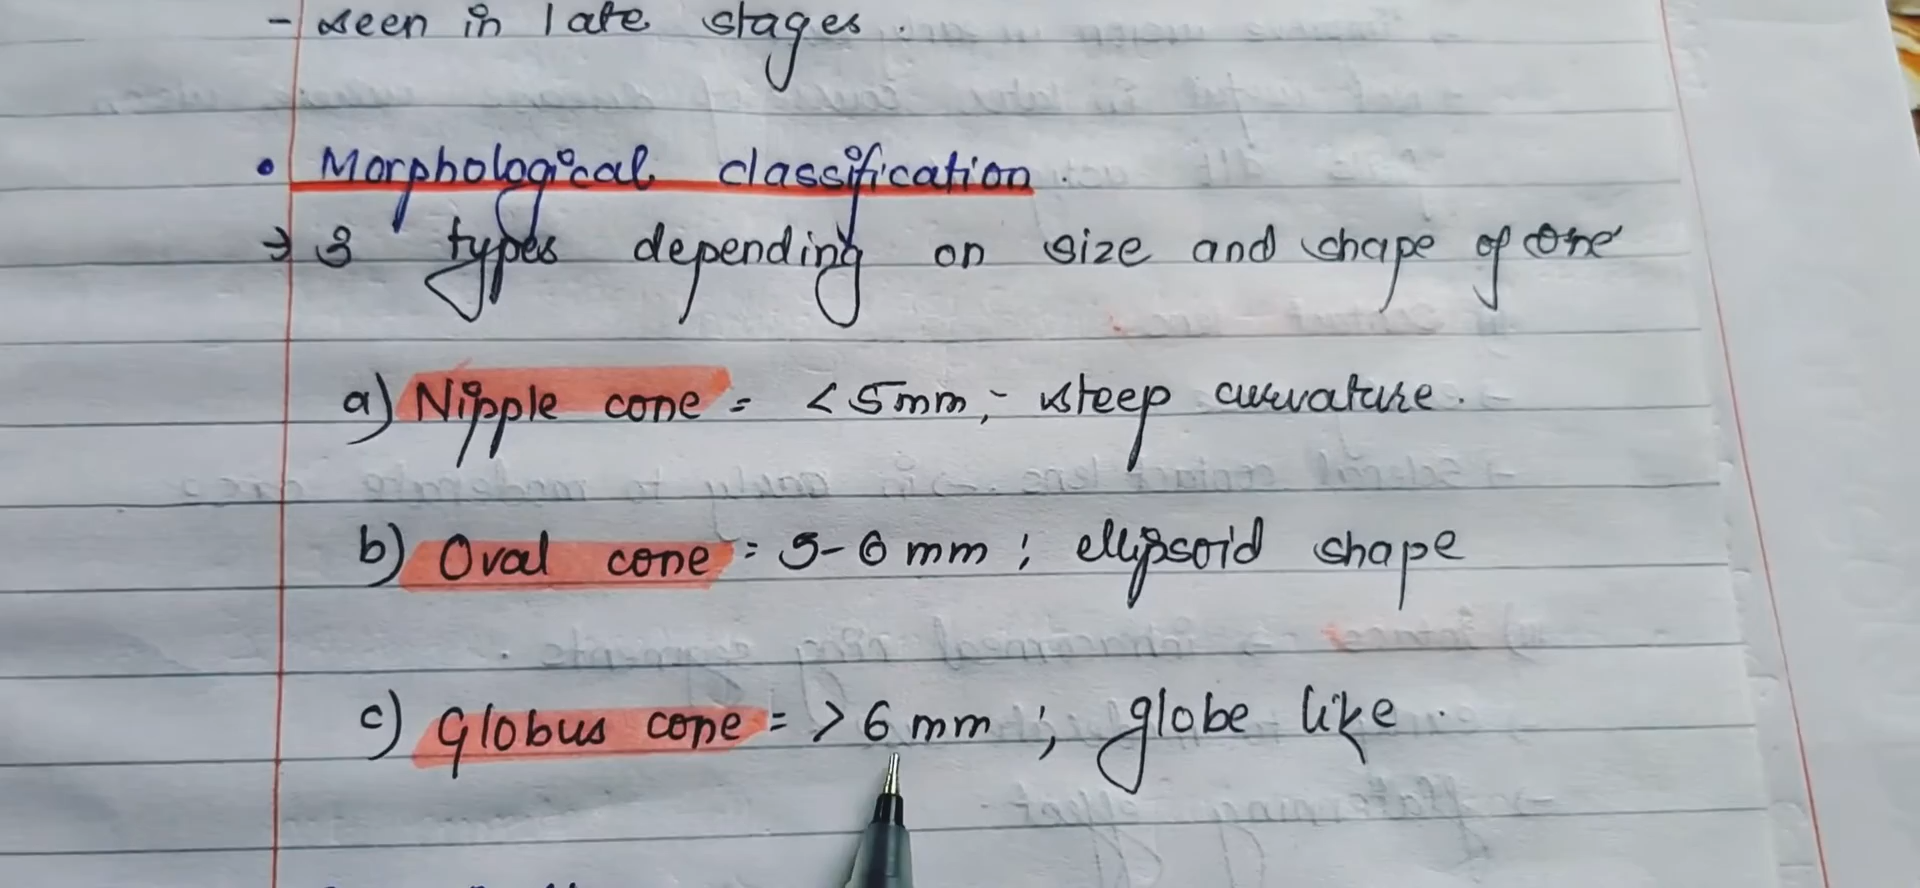 - seen in late stages.
• Morphological classification.
→ 3 types depending on size and shape of cone
a) Nipple cone = < 5mm; - steep curvature.
b) Oval cone = 5-6 mm ; ellipsoid shape
c) Globus cone = > 6 mm ; globe like.